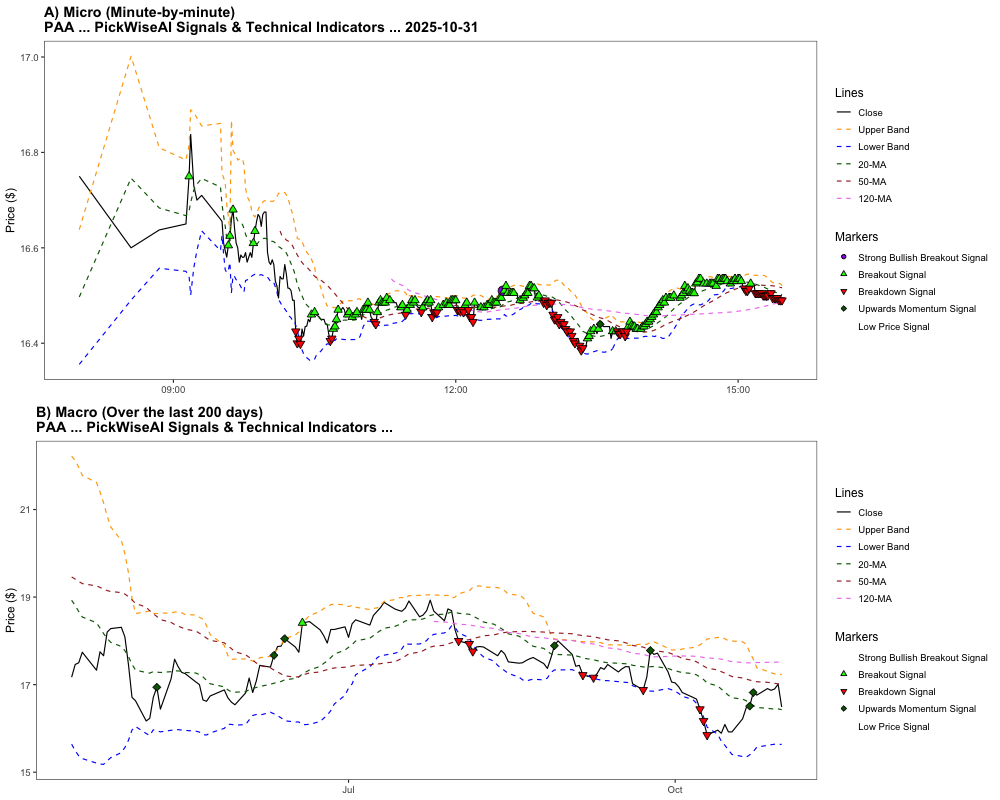 A) Micro (Minute-by-minute)
PAA ... PickWiseAI Signals & Technical Indicators ... 2025-10-31
17.0
16.8
16.6
16.4
Price ($)
09:00
12:00
15:00
Lines
Close
Upper Band
Lower Band
20-MA
50-MA
120-MA
Markers
Strong Bullish Breakout Signal
Breakout Signal
Breakdown Signal
Upwards Momentum Signal
Low Price Signal
B) Macro (Over the last 200 days)
PAA ... PickWiseAI Signals & Technical Indicators ...
21
19
17
15
Price ($)
Jul
Oct
Lines
Close
Upper Band
Lower Band
20-MA
50-MA
120-MA
Markers
Strong Bullish Breakout Signal
Breakout Signal
Breakdown Signal
Upwards Momentum Signal
Low Price Signal